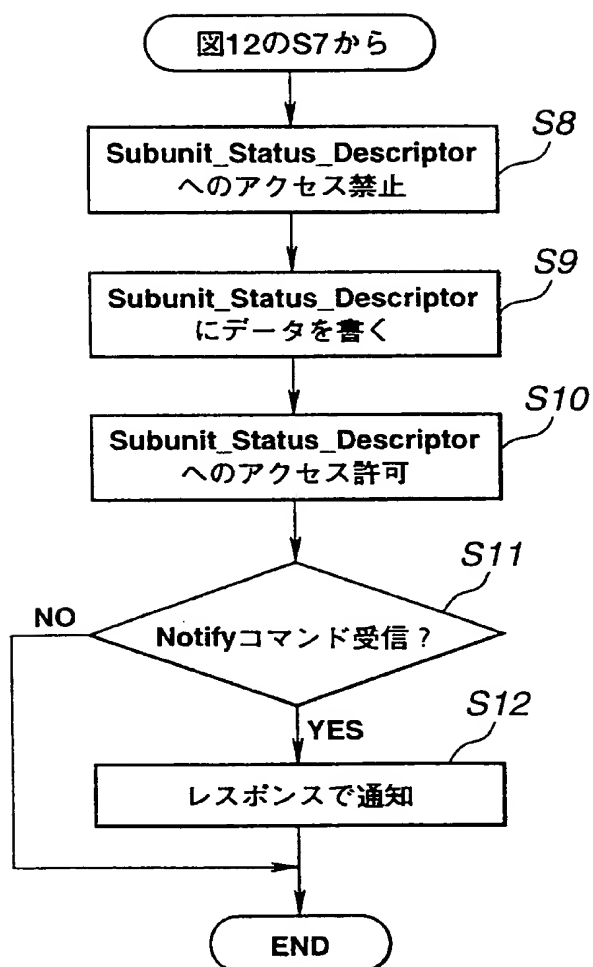 図12のS7から
S8
Subunit_Status_Descriptor
へのアクセス禁止
S9
Subunit_Status_Descriptor
にデータを書く
S10
Subunit_Status_Descriptor
へのアクセス許可
S11
NO
Notifyコマンド受信？
YES
S12
レスポンスで通知
END